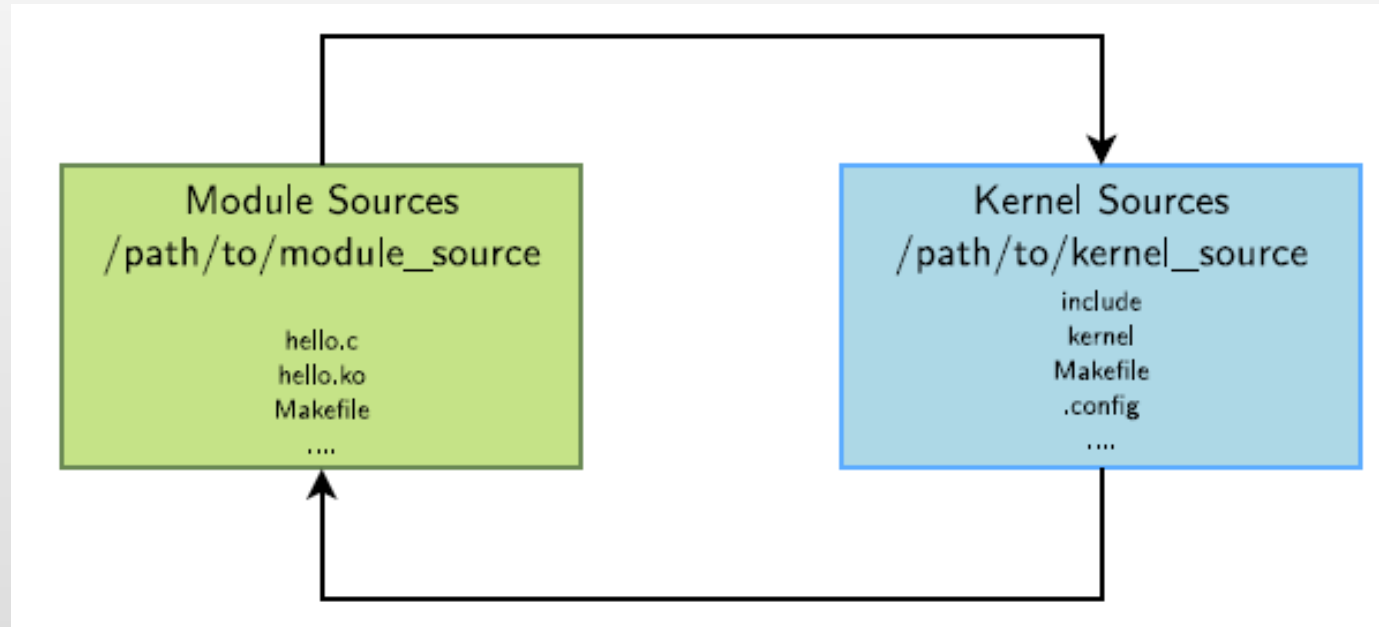 Module Sources
/path/to/module_source
hello.c
hello.ko
Makefile
....
Kernel Sources
/path/to/kernel_source
include
kernel
Makefile
.config
....